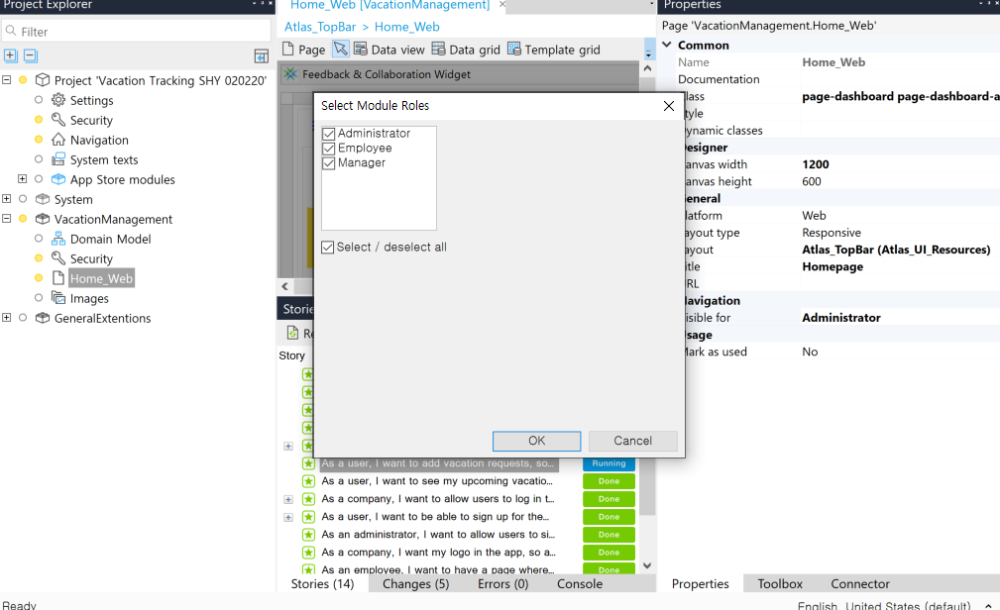 Project Explorer
Filter
Project 'Vacation Tracking SHY 020220'
Settings
Security
Navigation
System texts
App Store modules
System
VacationManagement
Domain Model
Security
Home_Web
Images
GeneralExtentions
Home_Web [VacationManagement]
Atlas_TopBar > Home_Web
Page
Data view
Data grid
Template grid
Feedback & Collaboration Widget
Select Module Roles
Administrator
Employee
Manager
Select / deselect all
OK
Cancel
Story
As a user, I want to add vacation requests, so... Running
As a user, I want to see my upcoming vacatio... Done
As a company, I want to allow users to log in t... Done
As a user, I want to be able to sign up for the... Done
As an administrator, I want to allow users to si... Done
As a company, I want my logo in the app, so a... Done
As an employee, I want to have a page where... Done
Stories (14)
Changes (5)
Errors (0)
Console
Properties
Page 'VacationManagement.Home_Web'
Common
Name Home_Web
Documentation
lass page-dashboard page-dashboard-a
tyle
ynamic classes
esigner
anvas width 1200
anvas height 600
eneral
latform Web
ayout type Responsive
ayout Atlas_TopBar (Atlas_UI_Resources)
itle Homepage
RL
avigation
isible for Administrator
sage
ark as used No
Properties
Toolbox
Connector
Ready
English, United States (default)